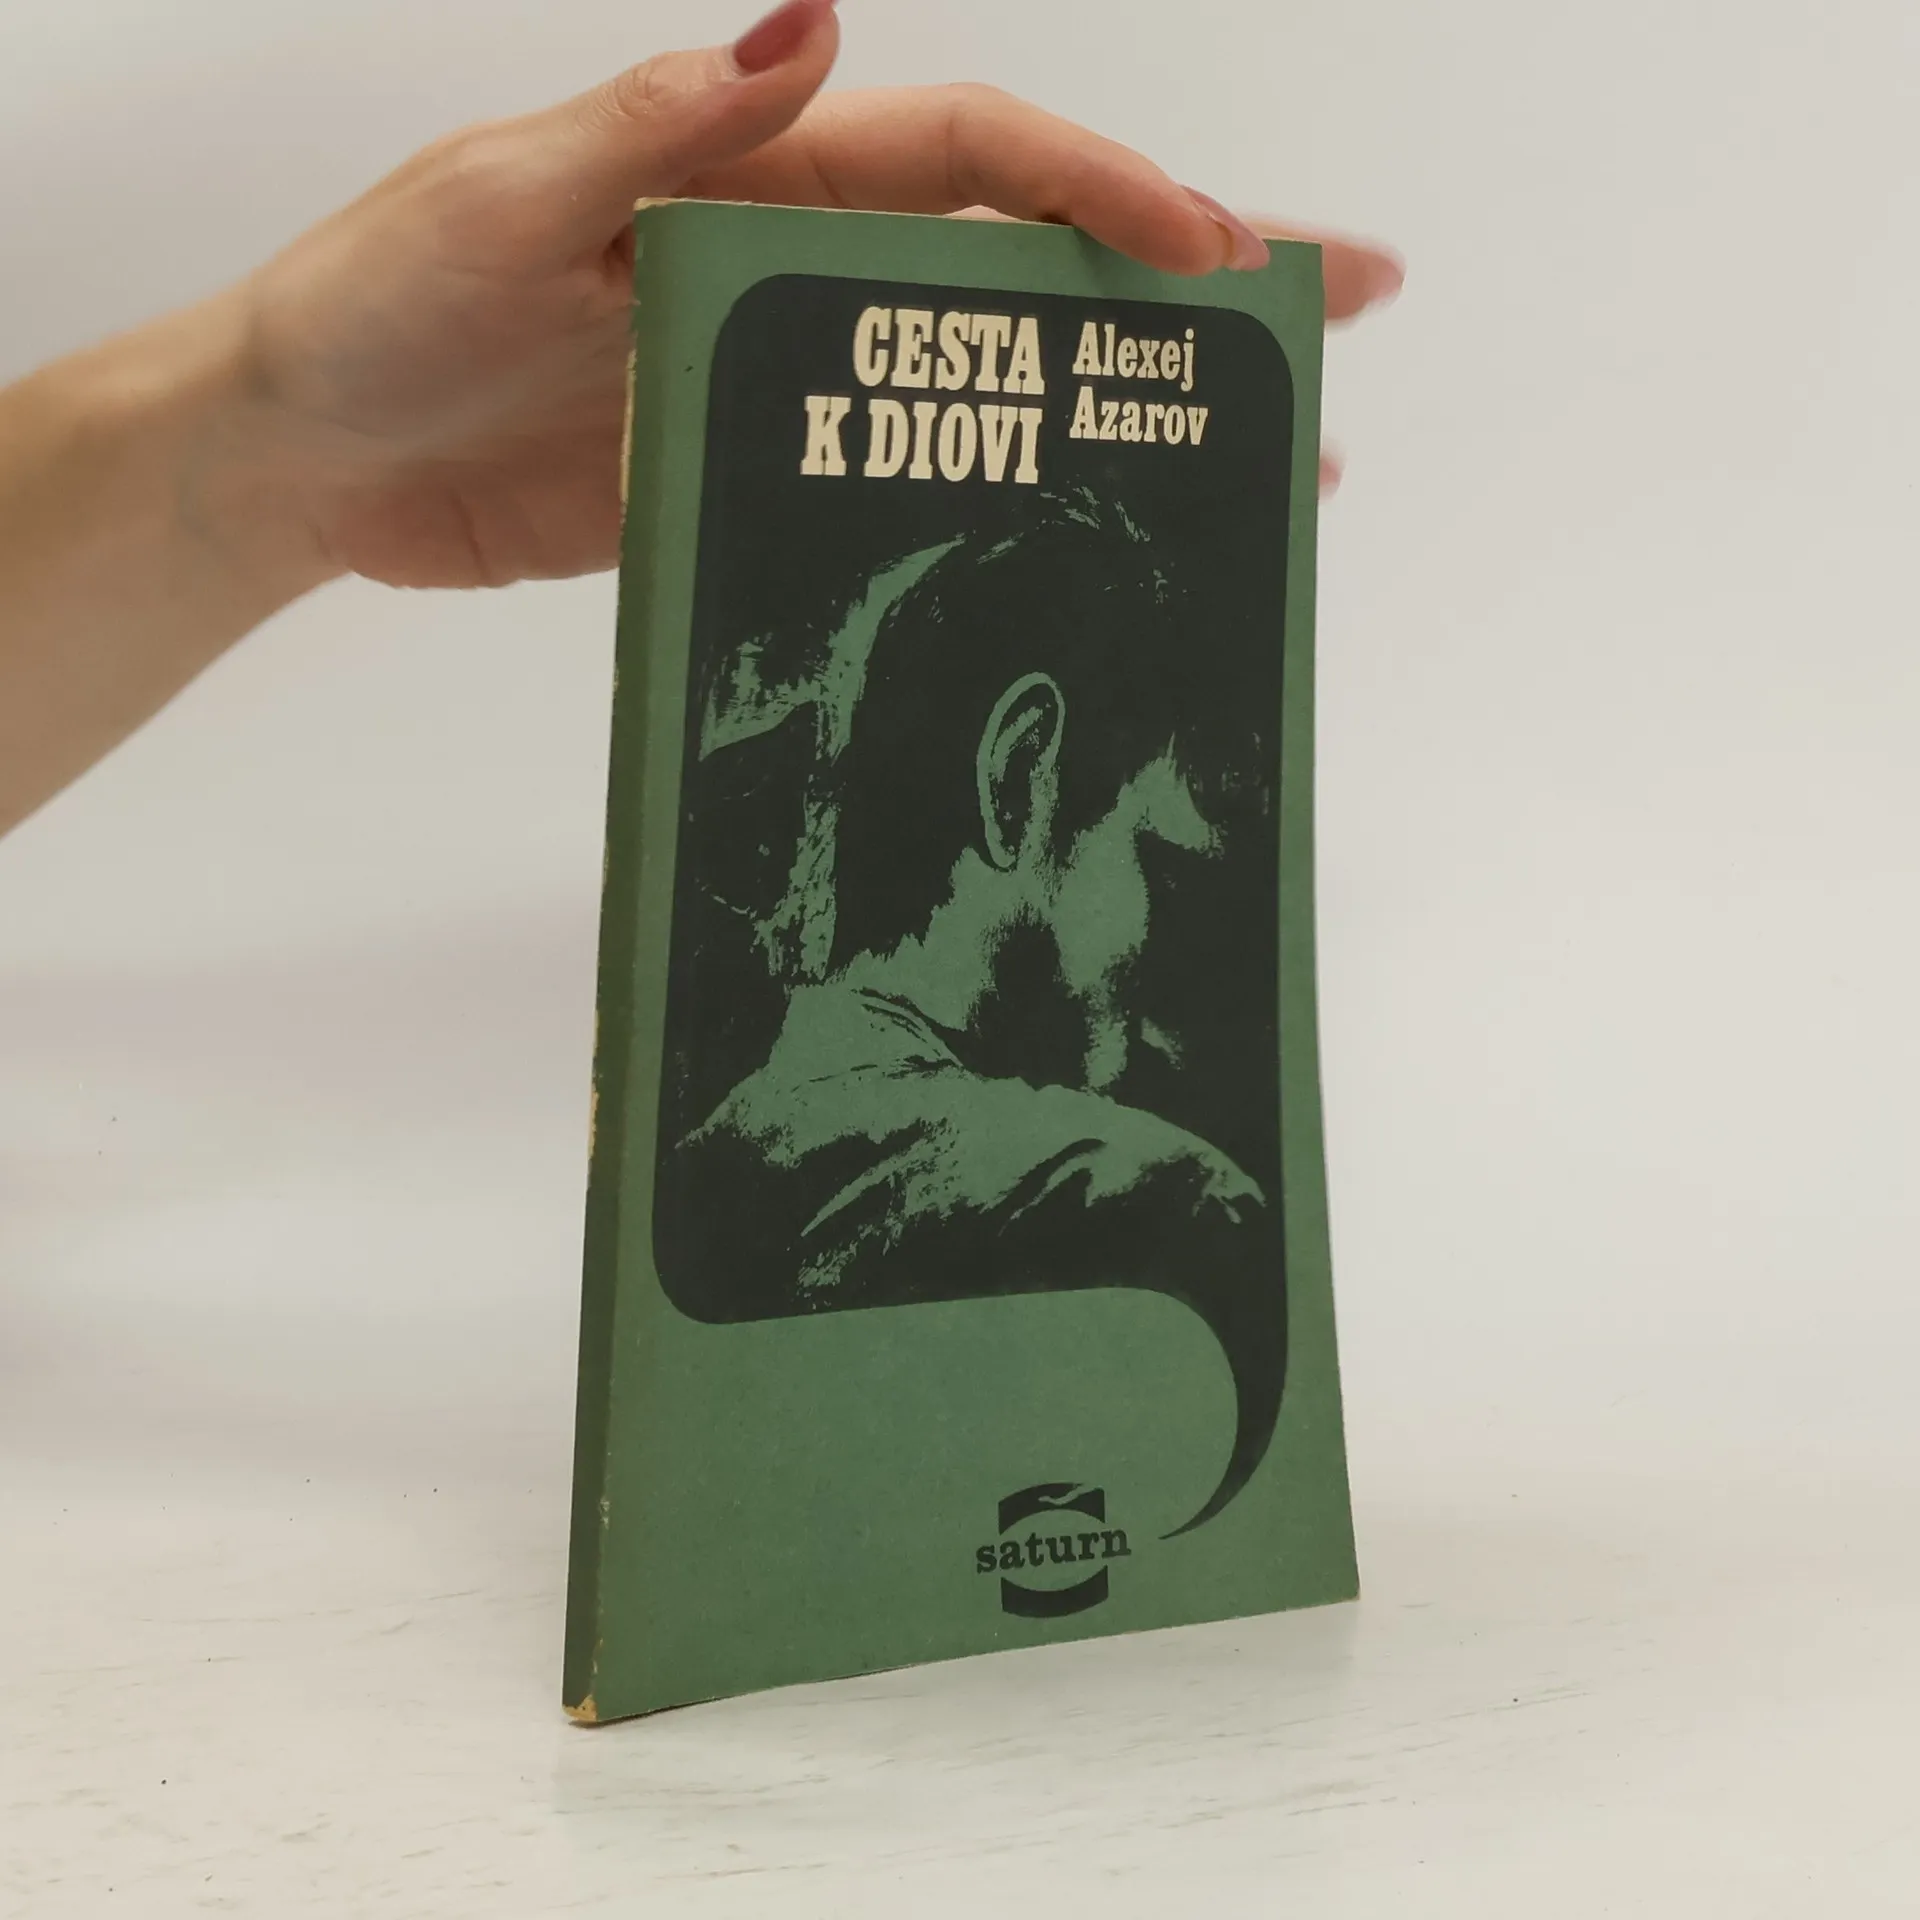 CESTA
K DIOVI
Alexej
Azarov
saturn